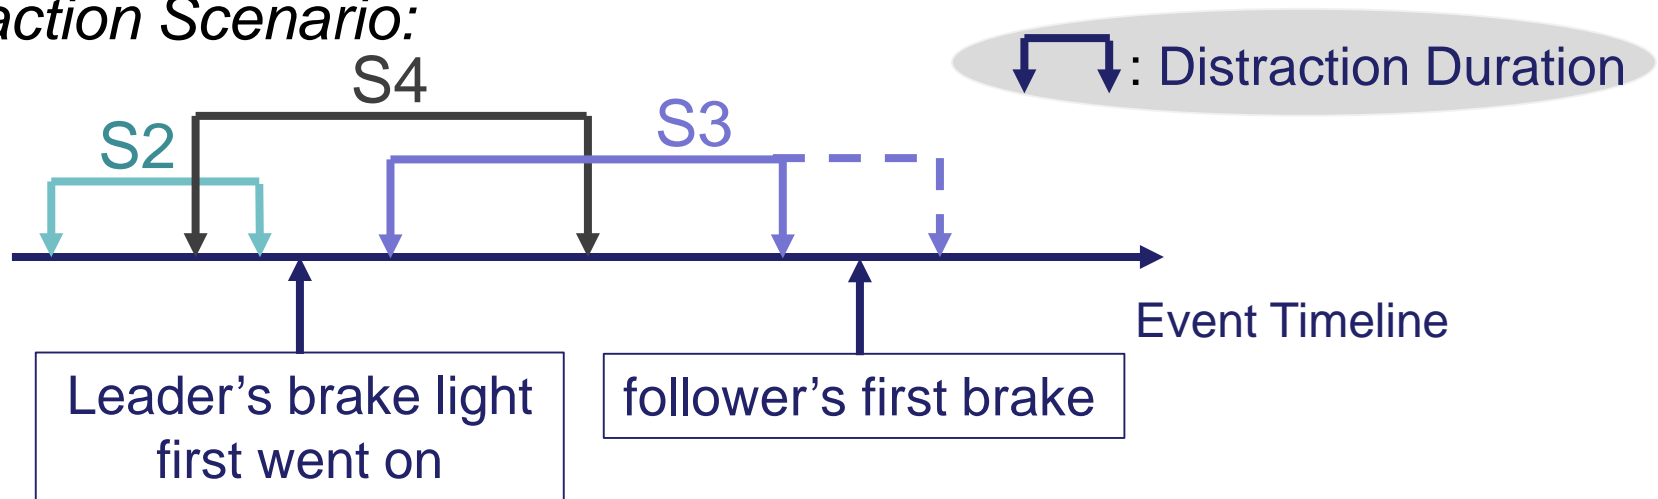 action Scenario:
: Distraction Duration
S4
S3
S2
Event Timeline
Leader’s brake light
first went on
follower’s first brake